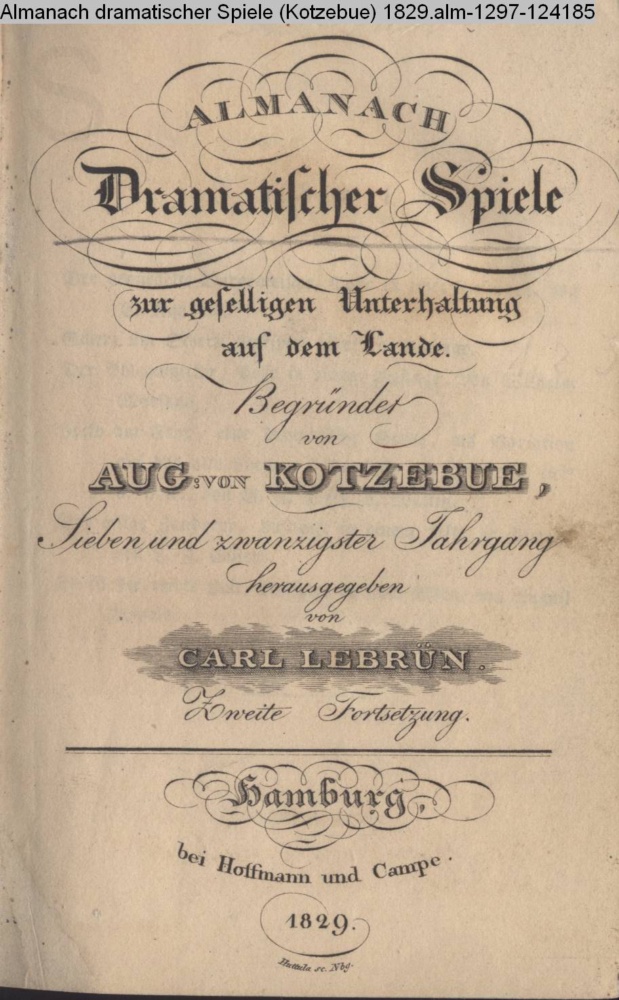 Almanach dramatischer Spiele (Kotzebue) 1829.alm-1297-124185
ALMANACH
Dramatiſcher Spiele
zur geſelligen Unterhaltung
auf dem Lande.
Begründet
von
AUG: VON KOTZEBUE,
Sieben und zwanzigster Jahrgang
herausgegeben
von
CARL LEBRÜN.
Zweite Fortsetzung.
Hamburg,
bei Hoffmann und Campe.
1829.
sc. Nbg.